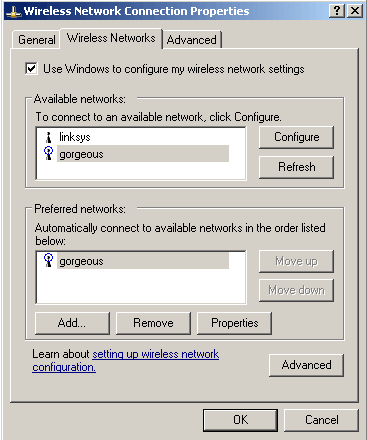 Wireless Network Connection Properties
General
Wireless Networks
Advanced
Use Windows to configure my wireless network settings
Available networks:
To connect to an available network, click Configure.
linksys
gorgeous
Configure
Refresh
Preferred networks:
Automatically connect to available networks in the order listed
below:
gorgeous
Move up
Move down
Add...
Remove
Properties
Learn about setting up wireless network
configuration.
Advanced
OK
Cancel